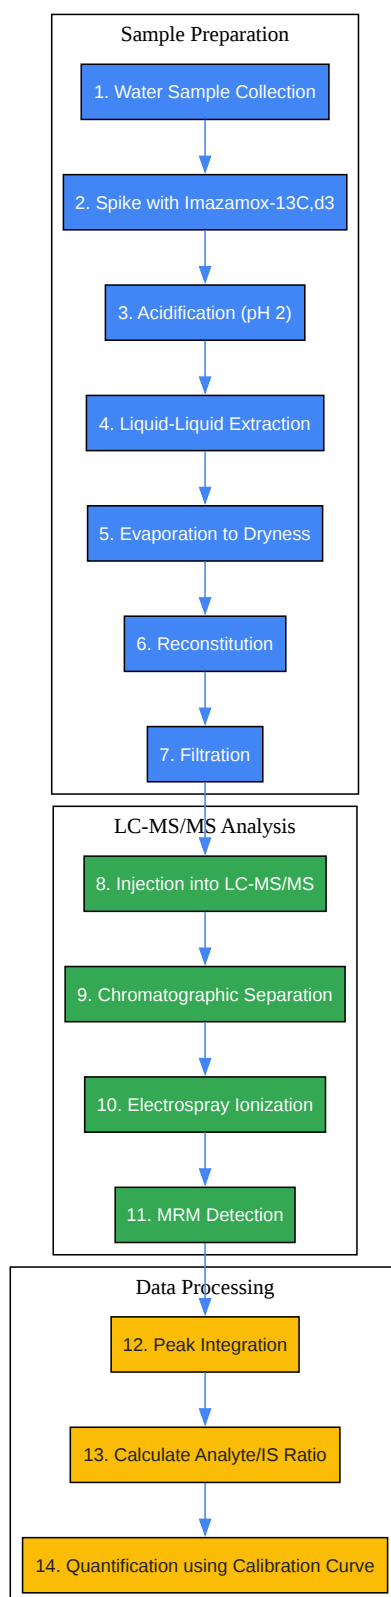 Sample Preparation
1. Water Sample Collection
2. Spike with Imazamox-13C,d3
3. Acidification (pH 2)
4. Liquid-Liquid Extraction
5. Evaporation to Dryness
6. Reconstitution
7. Filtration
LC-MS/MS Analysis
8. Injection into LC-MS/MS
9. Chromatographic Separation
10. Electrospray Ionization
11. MRM Detection
Data Processing
12. Peak Integration
13. Calculate Analyte/IS Ratio
14. Quantification using Calibration Curve